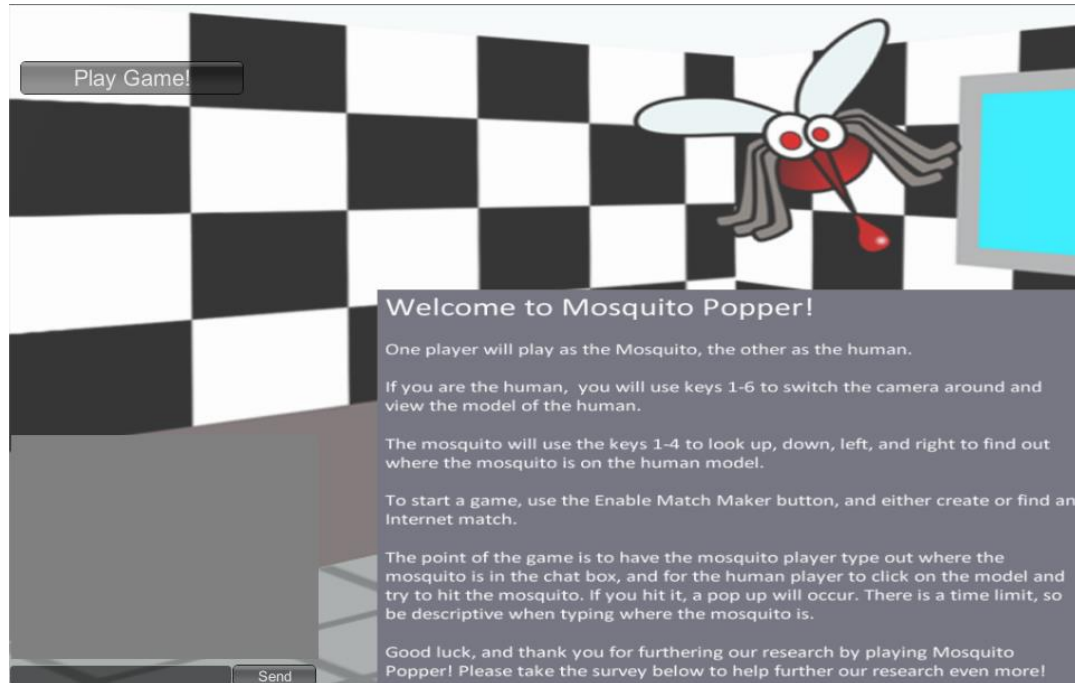 Play Game!
Welcome to Mosquito Popper!
One player will play as the Mosquito, the other as the human.
If you are the human,  you will use keys 1-6 to switch the camera around and
view the model of the human.
The mosquito will use the keys 1-4 to look up, down, left, and right to find out
where the mosquito is on the human model.
To start a game, use the Enable Match Maker button, and either create or find an
Internet match.
The point of the game is to have the mosquito player type out where the
mosquito is in the chat box, and for the human player to click on the model and
try to hit the mosquito. If you hit it, a pop up will occur. There is a time limit, so
be descriptive when typing where the mosquito is.
Good luck, and thank you for furthering our research by playing Mosquito
Popper! Please take the survey below to help further our research even more!
Send